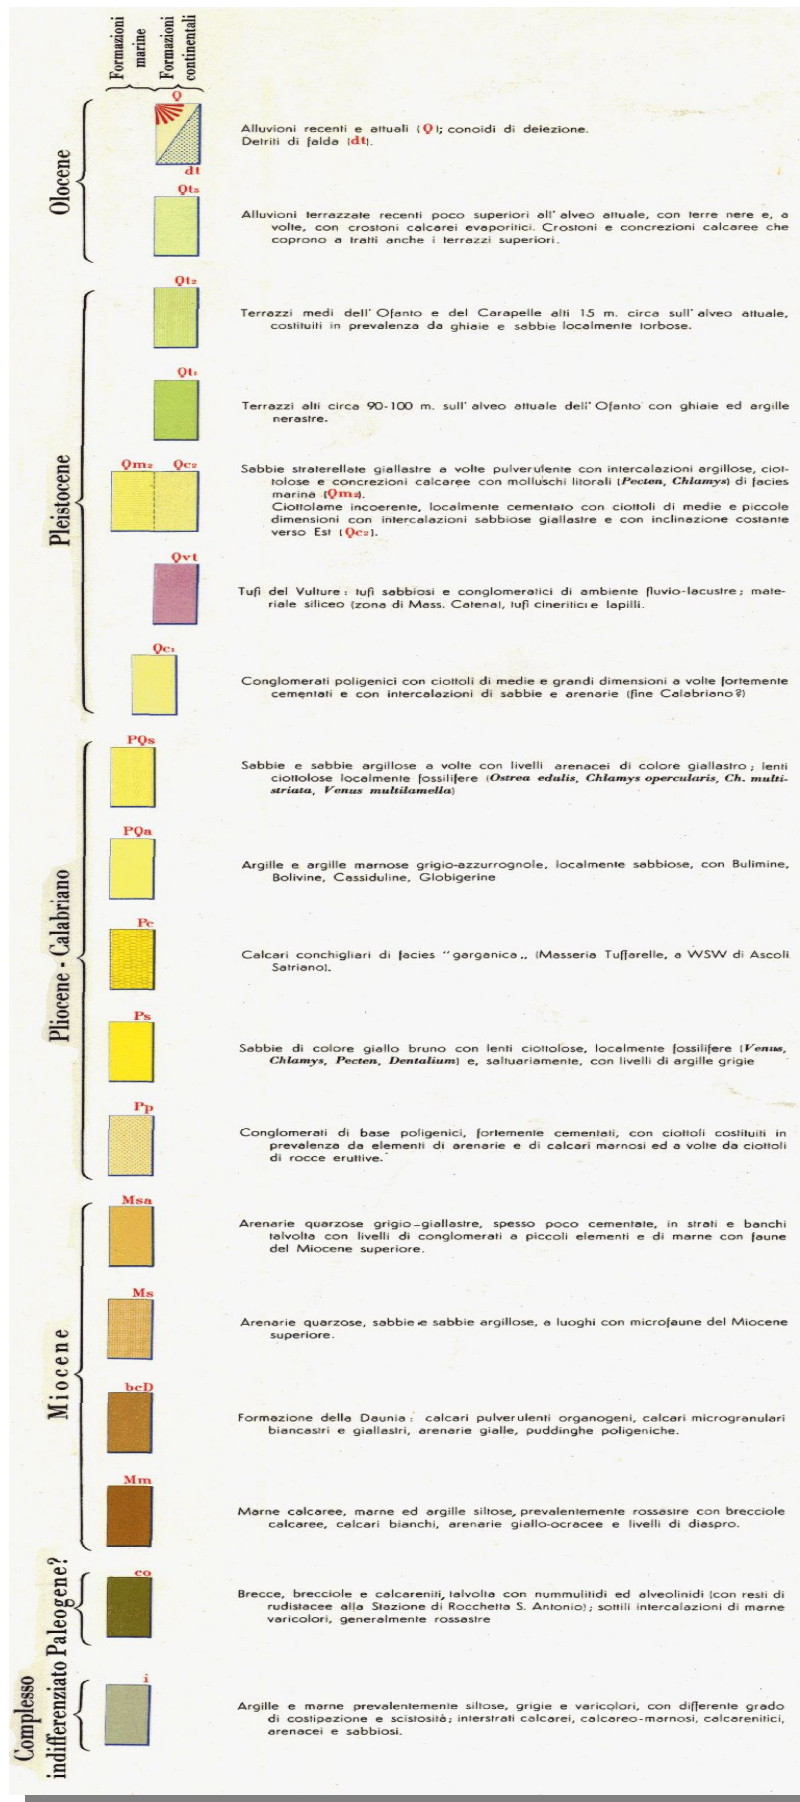 Formazioni marine
Formazioni continentali
Olocene
Q
dt
Alluvioni recenti e attuali (Q); conoidi di deiezione.
Detriti di falda (dt).
Qt3
Alluvioni terrazzate recenti poco superiori all'alveo attuale, con terre nere e, a
volte, con crostoni calcarei evaporitici. Crostoni e concrezioni calcaree che
coprono a tratti anche i terrazzi superiori.
Pleistocene
Qt2
Terrazzi medi dell'Ofanto e del Carapelle alti 15 m. circa sull'alveo attuale,
costituiti in prevalenza da ghiaie e sabbie localmente torbose.
Qt1
Terrazzi alti circa 90-100 m. sull'alveo attuale dell'Ofanto con ghiaie ed argille
nerastre.
Qm2 Qc2
Sabbie straterellate giallastre a volte pulverulente con intercalazioni argillose, ciot-
tolose e concrezioni calcaree con molluschi litorali (Pecten, Chlamys) di facies
marina (Qm2).
Ciottolame incoerente, localmente cementato con ciottoli di medie e piccole
dimensioni con intercalazioni sabbiose giallastre e con inclinazione costante
verso Est (Qc2).
Qvt
Tufi del Vulture: tufi sabbiosi e conglomeratici di ambiente fluvio-lacustre; mate-
riale siliceo (zona di Mass. Catena), tufi cineritici e lapilli.
Qc1
Conglomerati poligenici con ciottoli di medie e grandi dimensioni a volte fortemente
cementati e con intercalazioni di sabbie e arenarie (fine Calabriano?)
Pliocene - Calabriano
PQs
Sabbie e sabbie argillose a volte con livelli arenacei di colore giallastro; lenti
ciottolose localmente fossilifere (Ostrea edulis, Chlamys opercularis, Ch. multi-
striata, Venus multilamella)
PQa
Argille e argille marnose grigio-azzurrognole, localmente sabbiose, con Bulimine,
Bolivine, Cassiduline, Globigerine
Pc
Calcari conchigliari di facies "garganica„ (Masseria Tuffarelle, a WSW di Ascoli
Satriano).
Ps
Sabbie di colore giallo bruno con lenti ciottolose, localmente fossilifere (Venus,
Chlamys, Pecten, Dentalium) e, saltuariamente, con livelli di argille grigie
Pp
Conglomerati di base poligenici, fortemente cementati, con ciottoli costituiti in
prevalenza da elementi di arenarie e di calcari marnosi ed a volte da ciottoli
di rocce eruttive.
Miocene
Msa
Arenarie quarzose grigio-giallastre, spesso poco cementate, in strati e banchi
talvolta con livelli di conglomerati a piccoli elementi e di marne con faune
del Miocene superiore.
Ms
Arenarie quarzose, sabbie e sabbie argillose, a luoghi con microfaune del Miocene
superiore.
bcD
Formazione della Daunia: calcari pulverulenti organogeni, calcari microgranulari
biancastri e giallastri, arenarie gialle, puddinghe poligeniche.
Mm
Marne calcaree, marne ed argille siltose, prevalentemente rossastre con brecciole
calcaree, calcari bianchi, arenarie giallo-ocracee e livelli di diaspro.
Paleogene?
co
Brecce, brecciole e calcareniti, talvolta con nummulitidi ed alveolinidi (con resti di
rudistacee alla Stazione di Rocchetta S. Antonio); sottili intercalazioni di marne
varicolori, generalmente rossastre
Complesso
indifferenziato
i
Argille e marne prevalentemente siltose, grigie e varicolori, con differente grado
di costipazione e scistosità; interstrati calcarei, calcareo-marnosi, calcarenitici,
arenacei e sabbiosi.